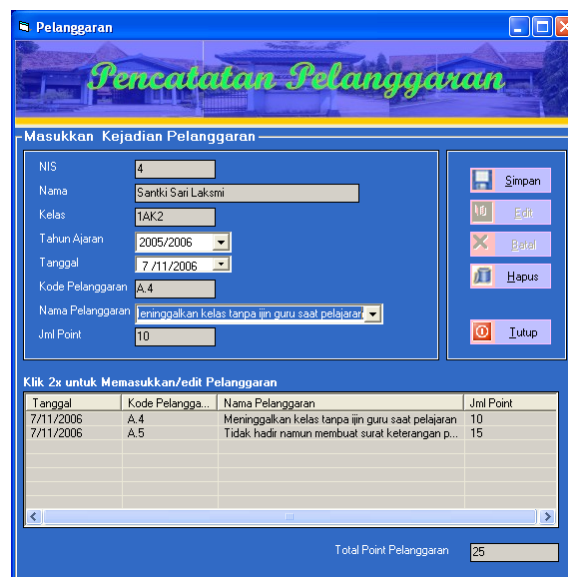 Pelanggaran
Pencatatan Pelanggaran
Masukkan Kejadian Pelanggaran
NIS 4
Nama Santki Sari Laksmi
Kelas 1AK2
Tahun Ajaran 2005/2006
Tanggal 7 /11/2006
Kode Pelanggaran A.4
Nama Pelanggaran eninggalkan kelas tanpa ijin guru saat pelajaran
Jml Point 10
Simpan
Edit
Batal
Hapus
Tutup
Klik 2x untuk Memasukkan/edit Pelanggaran
Tanggal Kode Pelangga... Nama Pelanggaran Jml Point
7/11/2006 A.4 Meninggalkan kelas tanpa ijin guru saat pelajaran 10
7/11/2006 A.5 Tidak hadir namun membuat surat keterangan p... 15
Total Point Pelanggaran 25